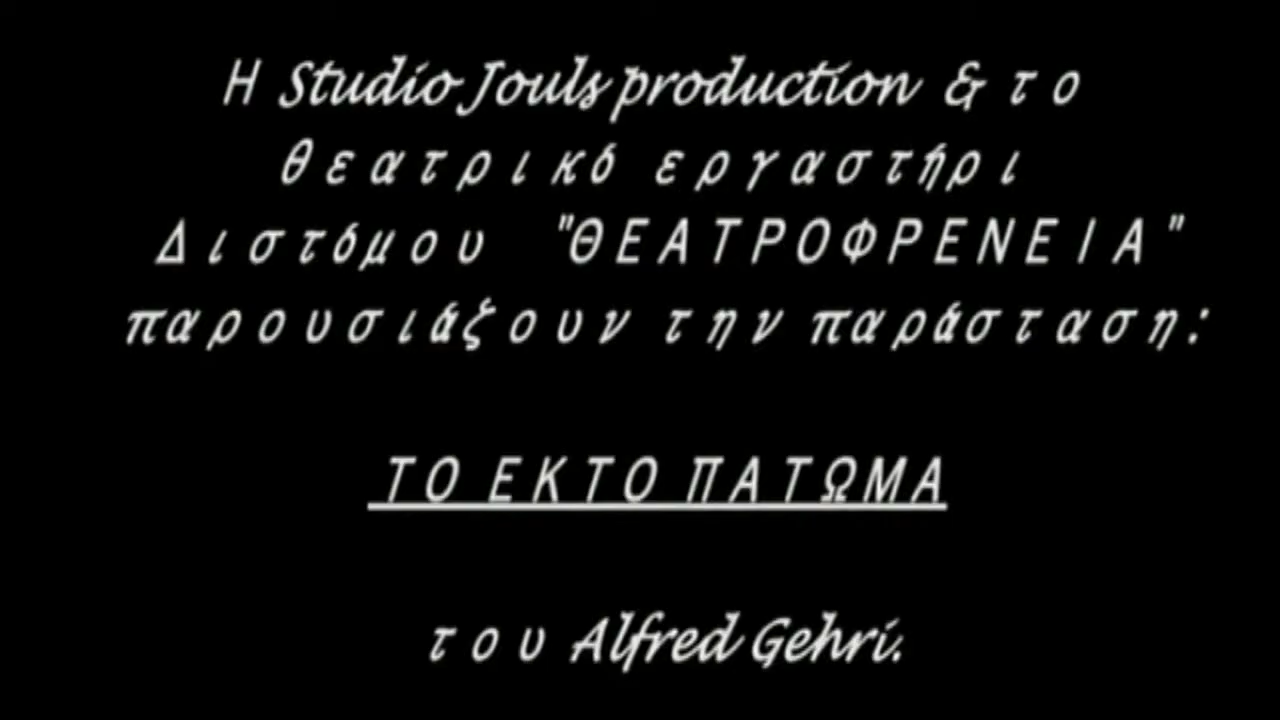 Η Studio Jouls production & το
θεατρικό εργαστήρι
Διστόμου "ΘΕΑΤΡΟΦΡΕΝΕΙΑ"
παρουσιάζουν την παράσταση:
ΤΟ ΕΚΤΟ ΠΑΤΩΜΑ
του Alfred Gehri.